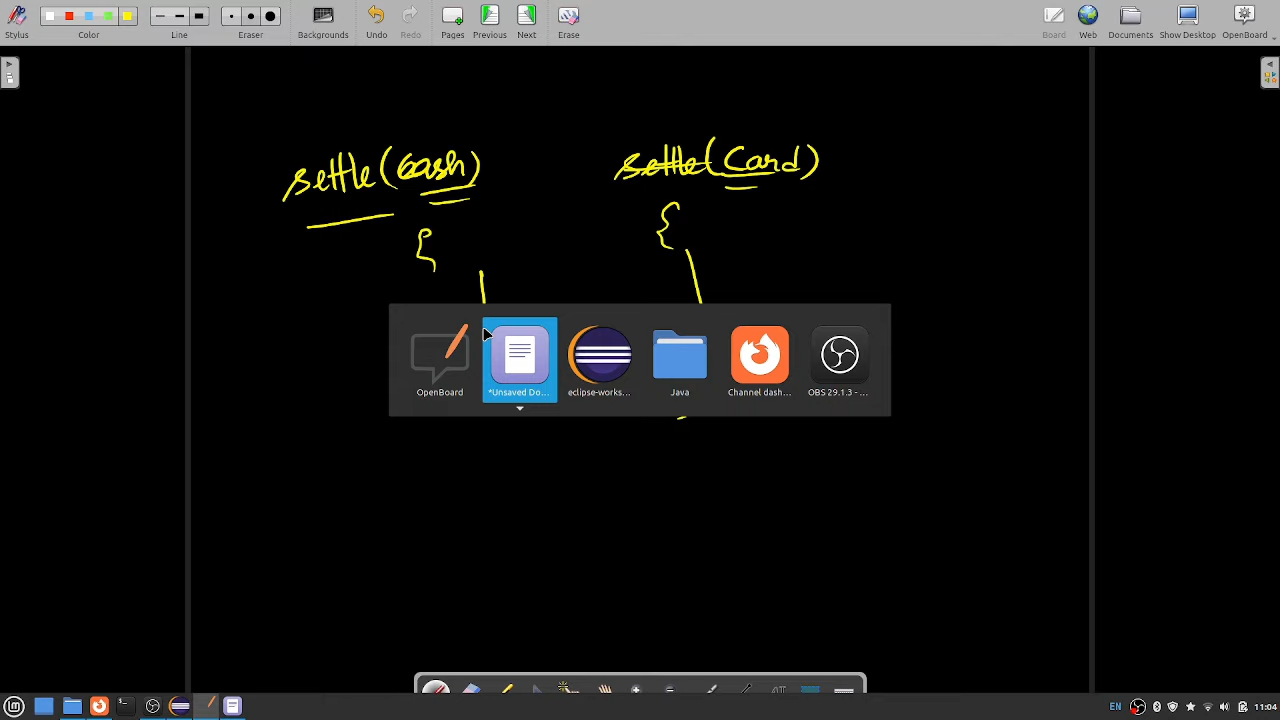 Stylus Color Line Eraser Backgrounds Undo Redo Pages Previous Next Erase Board Web Documents Show Desktop OpenBoard
settle(Cash) settle(Card)
{ {
OpenBoard *Unsaved Do... eclipse-works... Java Channel dash... OBS 29.1.3 - ...
EN 11:04